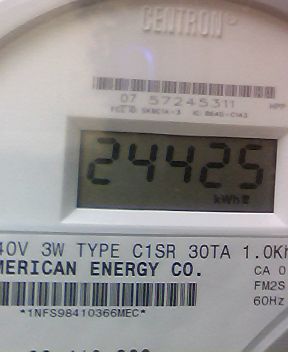 CENTRON
07 57245311
24425
kWh
40V 3W TYPE C1SR 30TA 1.0Kh
MERICAN ENERGY CO.
CA 0
FM2S
60Hz
*1NFS98410366MEC*